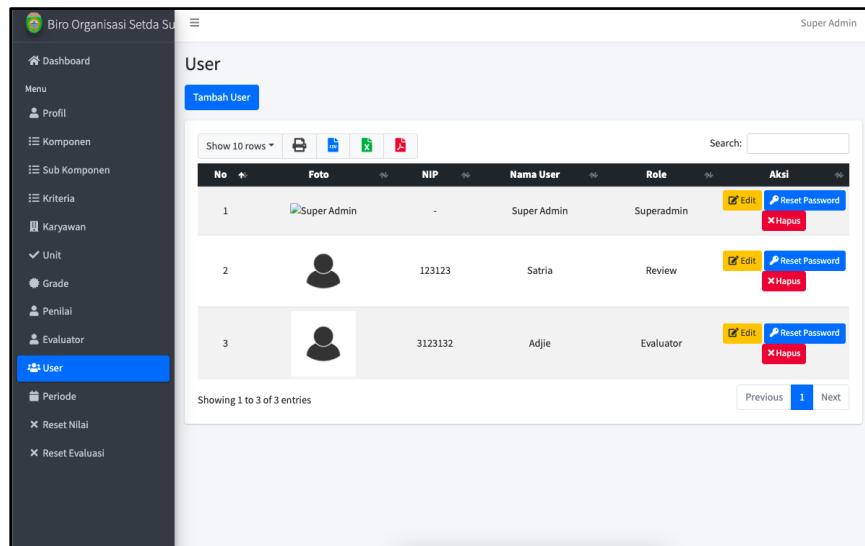 Biro Organisasi Setda Su
Super Admin
Dashboard
Menu
Profil
Komponen
Sub Komponen
Kriteria
Karyawan
Unit
Grade
Penilai
Evaluator
User
Periode
Reset Nilai
Reset Evaluasi
User
Tambah User
Show 10 rows
Search:
No Foto NIP Nama User Role Aksi
1 Super Admin - Super Admin Superadmin Edit Reset Password
Hapus
2 123123 Satria Review Edit Reset Password
Hapus
3 3123132 Adjie Evaluator Edit Reset Password
Hapus
Showing 1 to 3 of 3 entries
Previous 1 Next